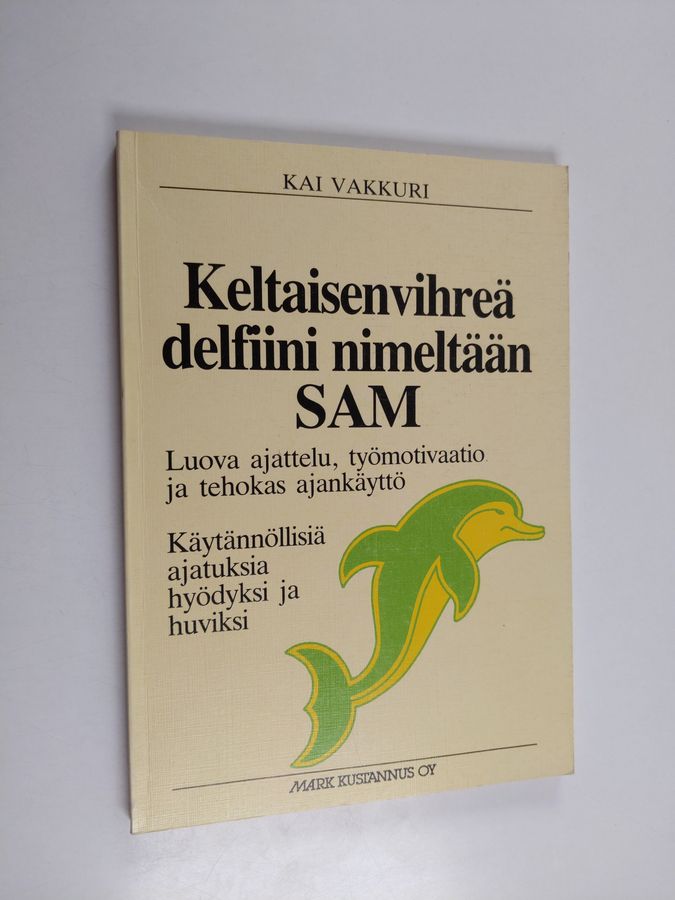 KAI VAKKURI
Keltaisenvihreä
delfiini nimeltään
SAM
Luova ajattelu, työmotivaatio
ja tehokas ajankäyttö
Käytännöllisiä
ajatuksia
hyödyksi ja
huviksi
MARK KUSTANNUS OY